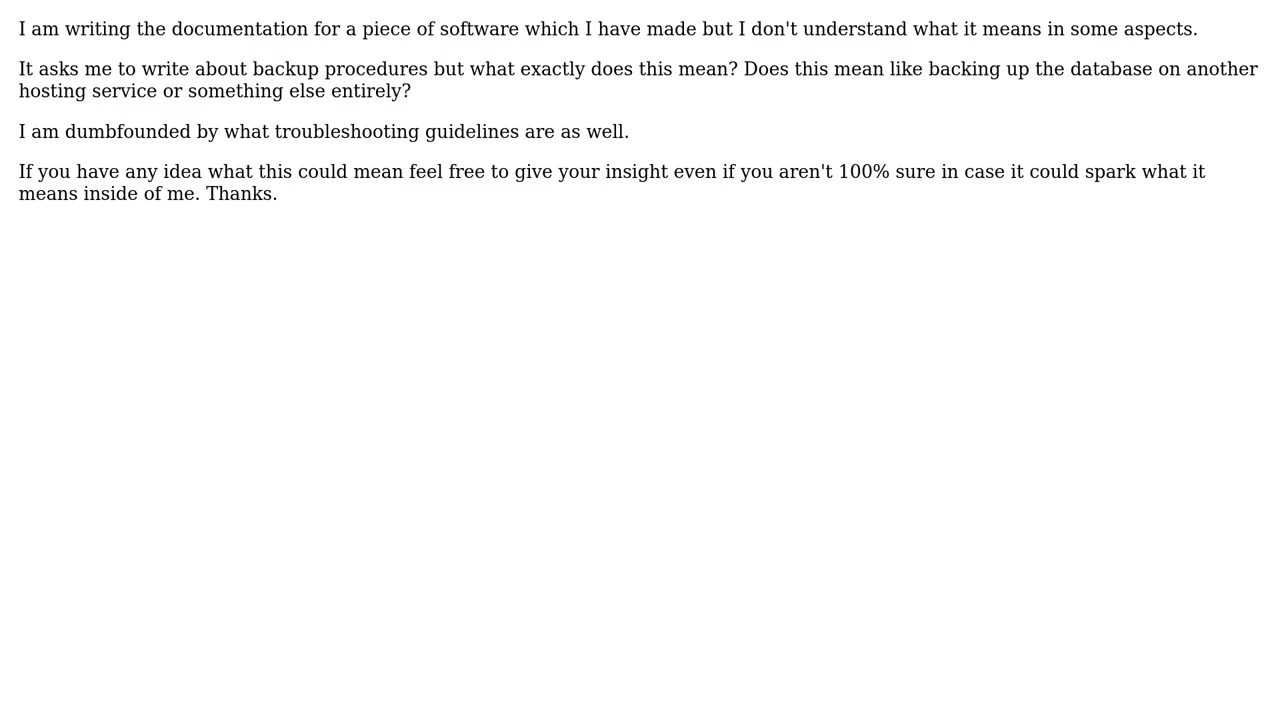 I am writing the documentation for a piece of software which I have made but I don't understand what it means in some aspects.
It asks me to write about backup procedures but what exactly does this mean? Does this mean like backing up the database on another
hosting service or something else entirely?
I am dumbfounded by what troubleshooting guidelines are as well.
If you have any idea what this could mean feel free to give your insight even if you aren't 100% sure in case it could spark what it
means inside of me. Thanks.